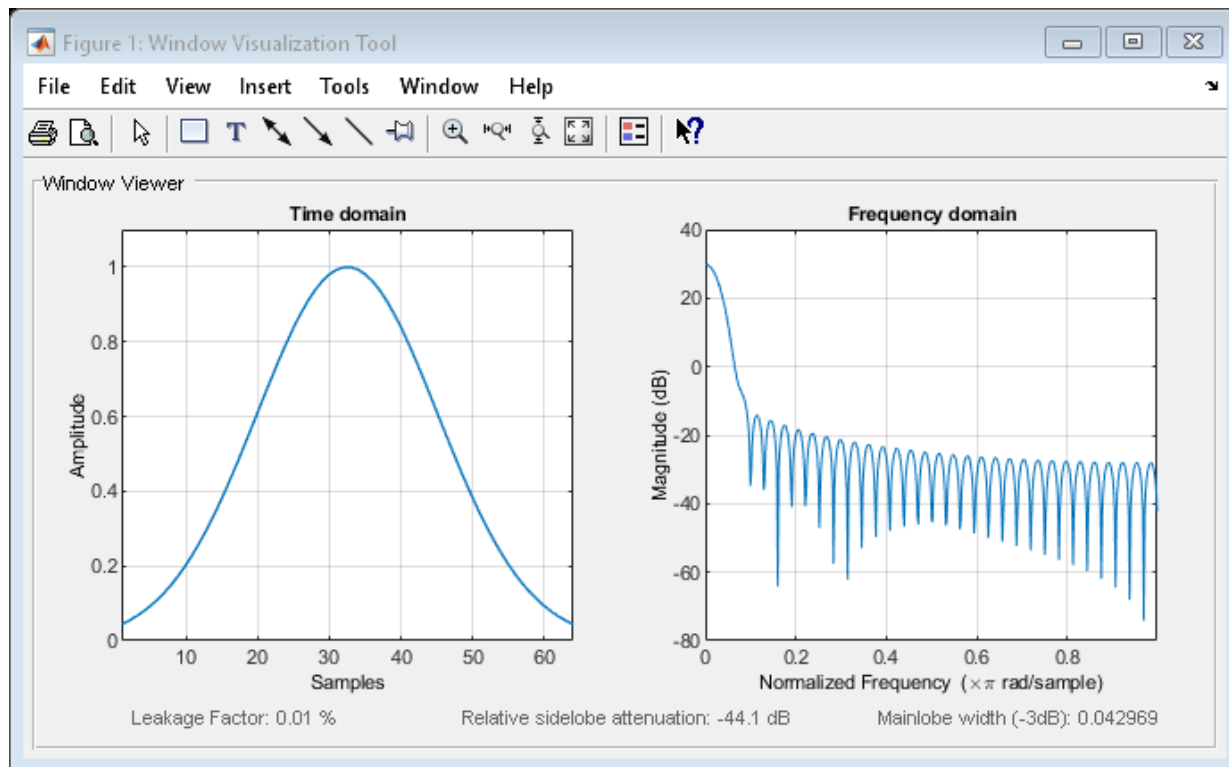 Figure 1: Window Visualization Tool
File Edit View Insert Tools Window Help
T ?
Window Viewer
Time domain
1
0.8
0.6
0.4
0.2
0
Amplitude
10 20 30 40 50 60
Samples
Frequency domain
40
20
0
-20
-40
-60
-80
Magnitude (dB)
0 0.2 0.4 0.6 0.8
Normalized Frequency (×π rad/sample)
Leakage Factor: 0.01 % Relative sidelobe attenuation: -44.1 dB Mainlobe width (-3dB): 0.042969